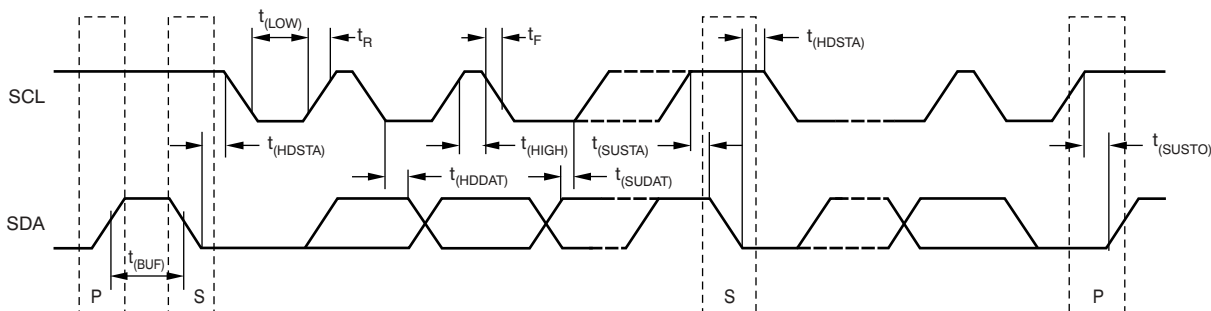 t(LOW) tR tF t(HDSTA)
SCL
t(HDSTA) t(HIGH) t(SUSTA) t(SUSTO)
t(HDDAT) t(SUDAT)
SDA
t(BUF)
P S S P